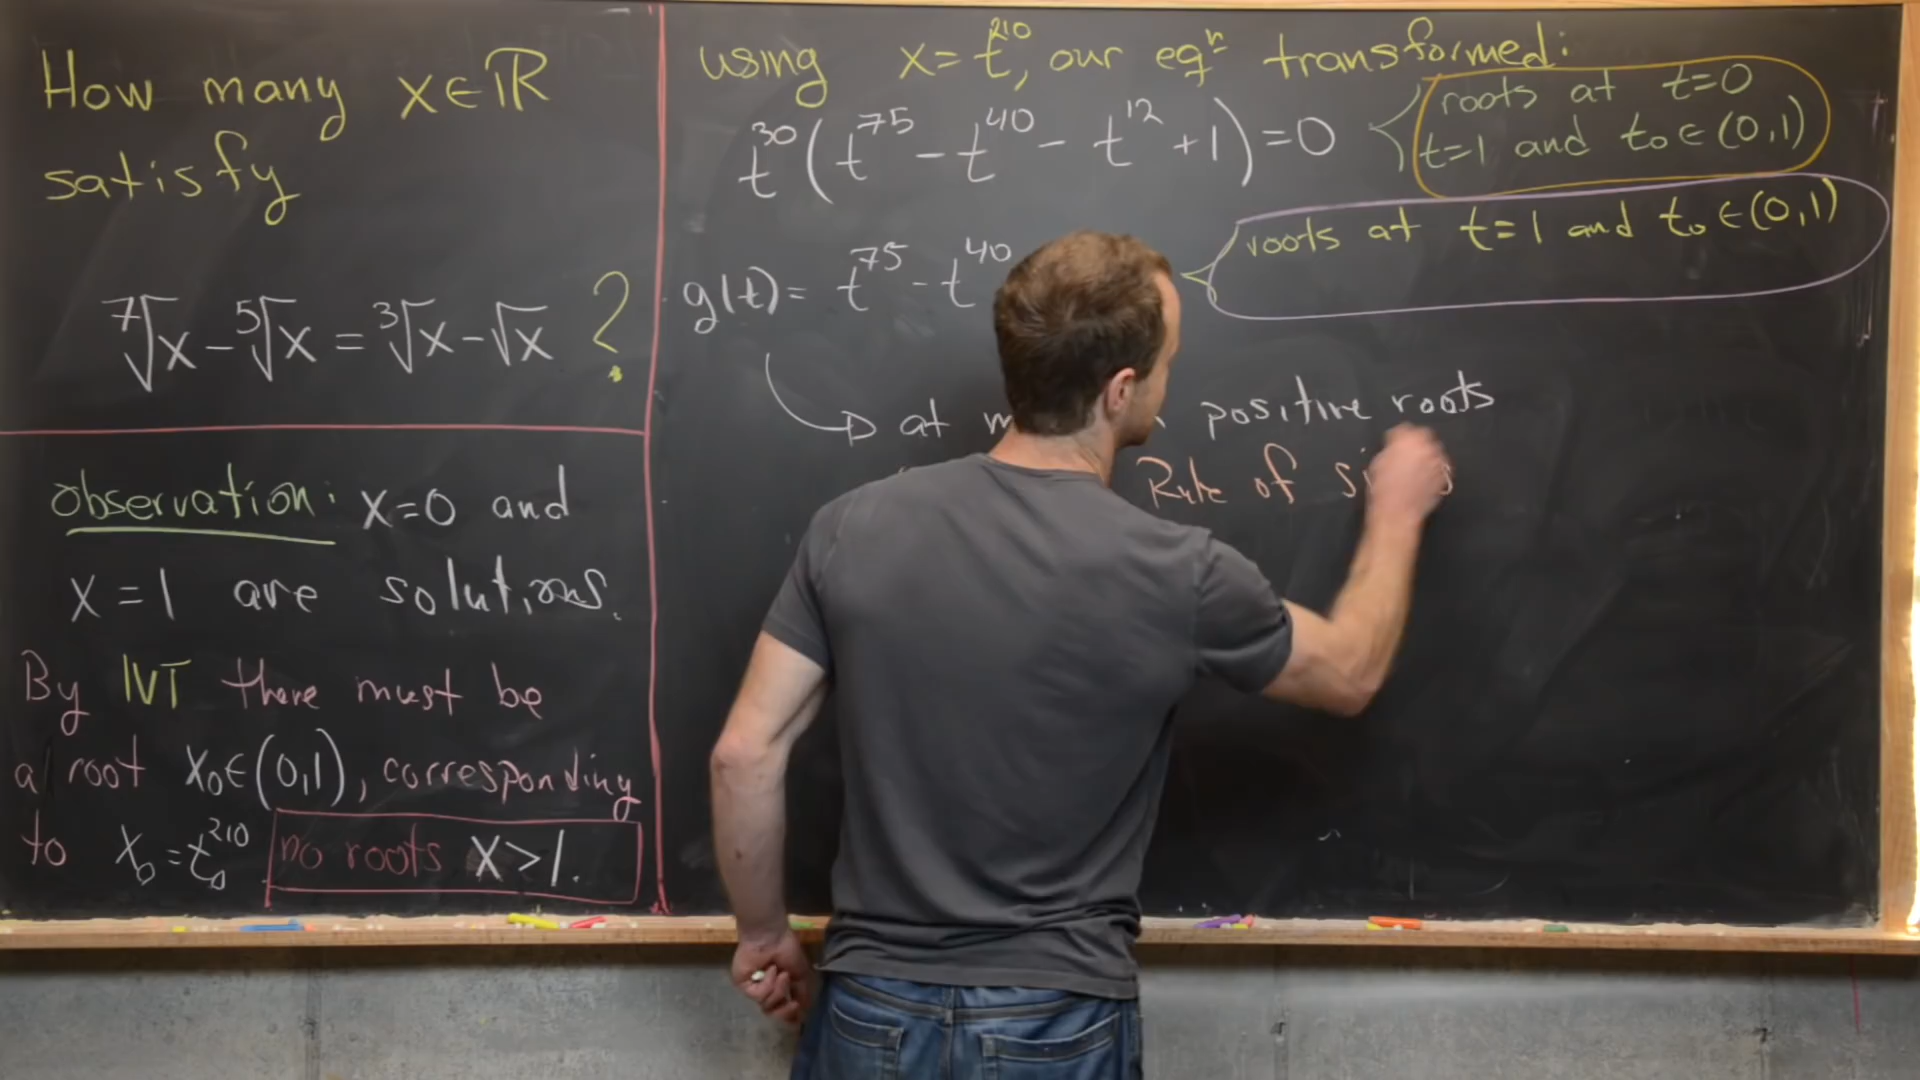 How many x∈ℝ
satisfy
⁷√x - ⁵√x = ³√x - √x ?
observation: x=0 and
x=1 are solutions.
By IVT there must be
a root x₀∈(0,1), corresponding
to x₀=t₀²¹⁰ no roots x>1.
using x=t²¹⁰, our eqⁿ transformed:
t³⁰(t⁷⁵ - t⁴⁰ - t¹² + 1)=0
roots at t=0
t=1 and t₀∈(0,1)
g(t)= t⁷⁵ - t⁴⁰
roots at t=1 and t₀∈(0,1)
at positive roots
Rule of